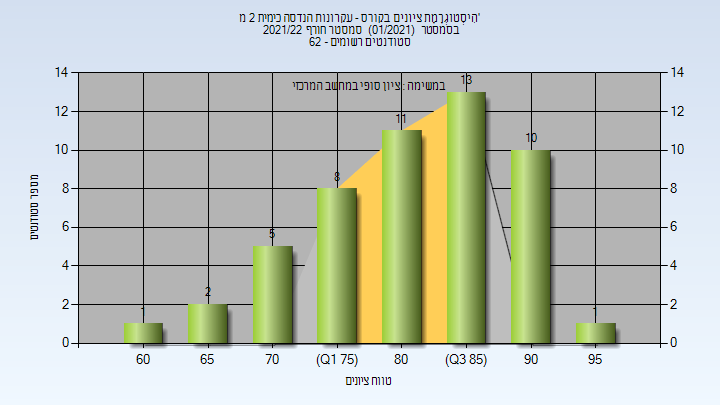 היסטוגרמת ציונים בקורס - עקרונות הנדסה כימית 2 מ'
בסמסטר (01/2021) סמסטר חורף 2021/22
סטודנטים רשומים - 62
במשימה : ציון סופי במחשב המרכזי
מספר סטודנטים
14 14
12 12
10 10
8 8
6 6
4 4
2 2
0 0
1 2 5 8 11 13 10 1
60 65 70 (Q1 75) 80 (Q3 85) 90 95
טווח ציונים